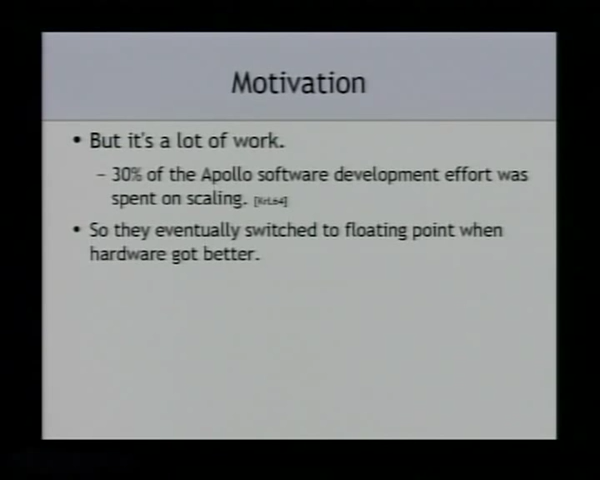 Motivation
• But it's a lot of work.
– 30% of the Apollo software development effort was
spent on scaling.
• So they eventually switched to floating point when
hardware got better.